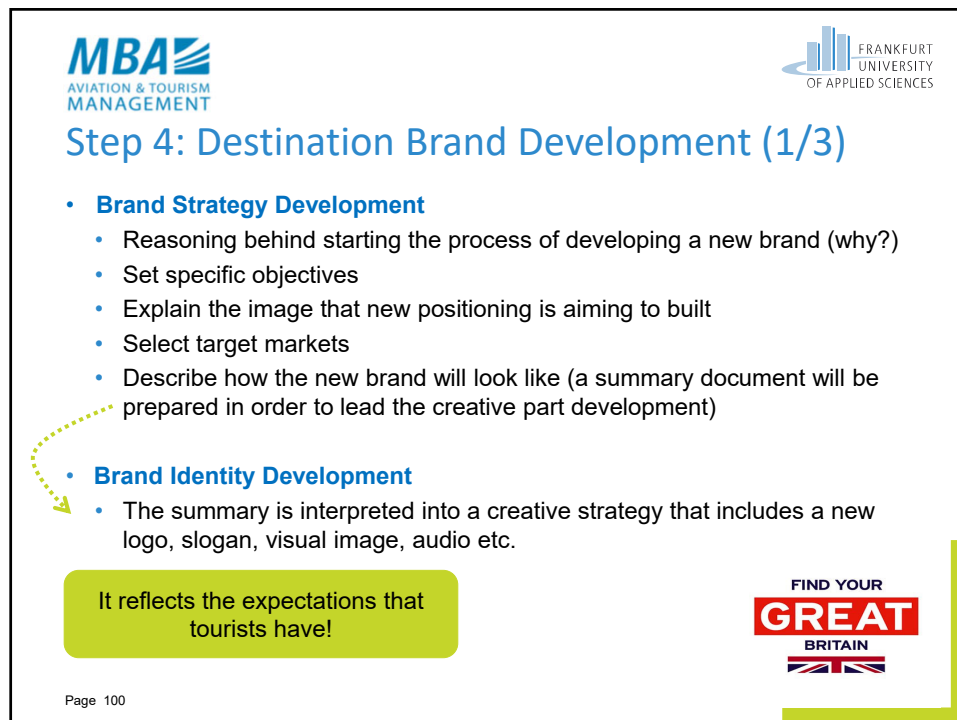 MBA
AVIATION & TOURISM
MANAGEMENT
FRANKFURT
UNIVERSITY
OF APPLIED SCIENCES
Step 4: Destination Brand Development (1/3)
• Brand Strategy Development
• Reasoning behind starting the process of developing a new brand (why?)
• Set specific objectives
• Explain the image that new positioning is aiming to built
• Select target markets
• Describe how the new brand will look like (a summary document will be
prepared in order to lead the creative part development)
• Brand Identity Development
• The summary is interpreted into a creative strategy that includes a new
logo, slogan, visual image, audio etc.
It reflects the expectations that
tourists have!
FIND YOUR
GREAT
BRITAIN
Page 100